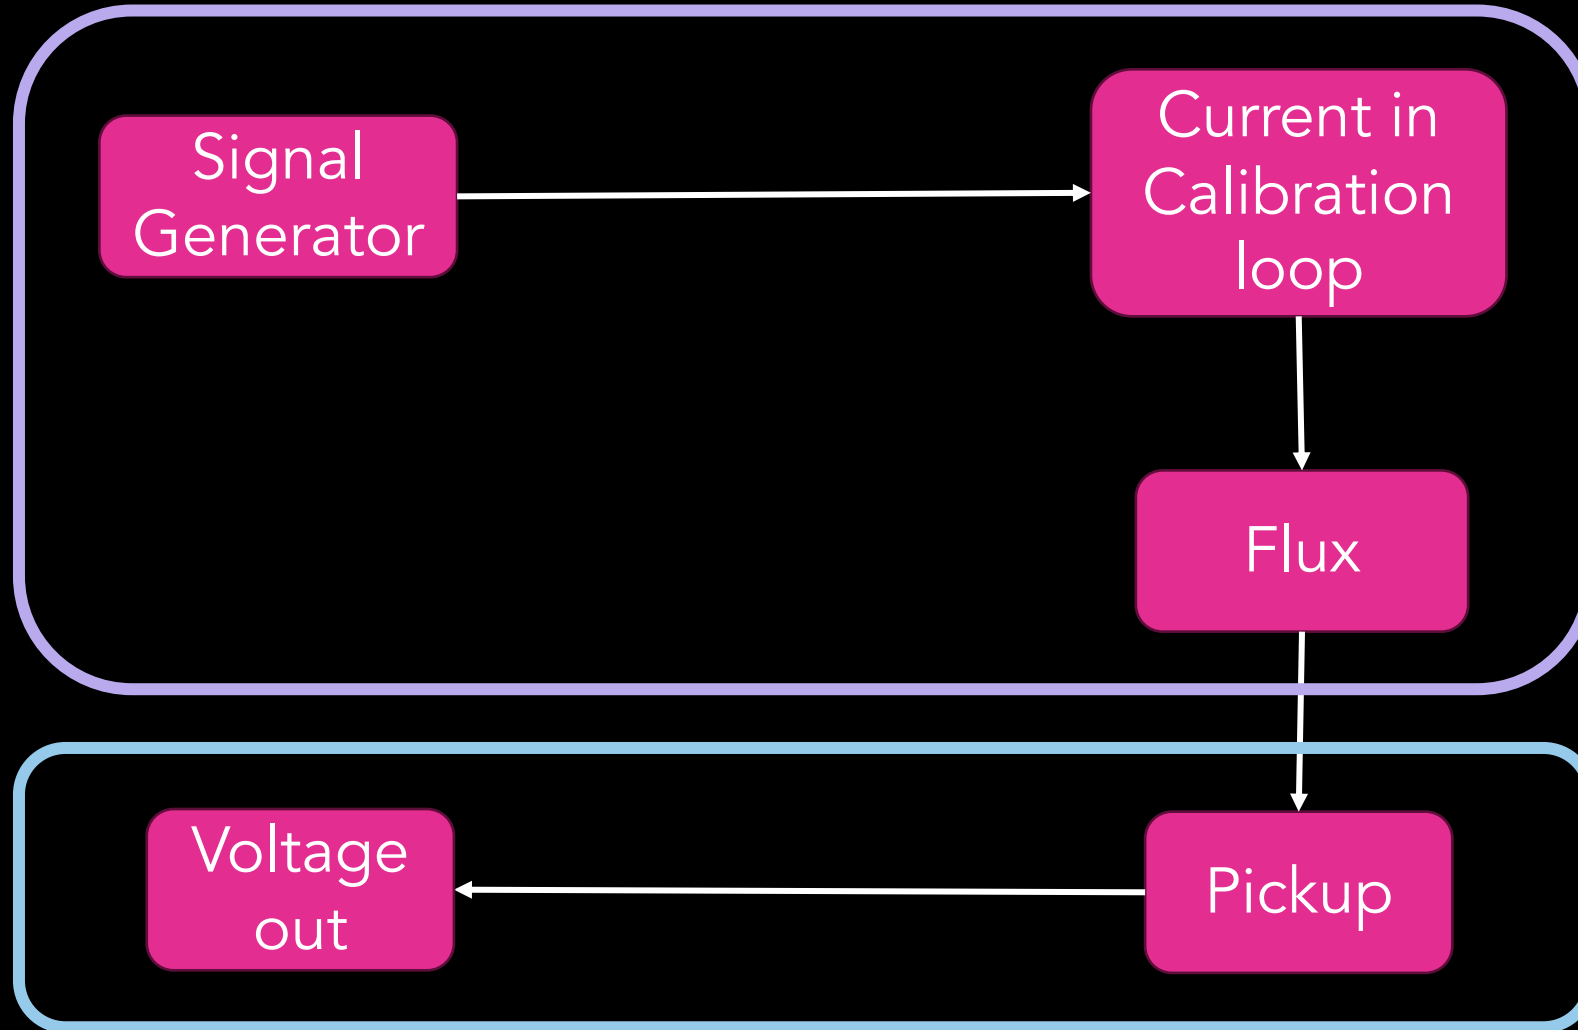 Signal
Generator
Current in
Calibration
loop
Flux
Voltage
out
Pickup